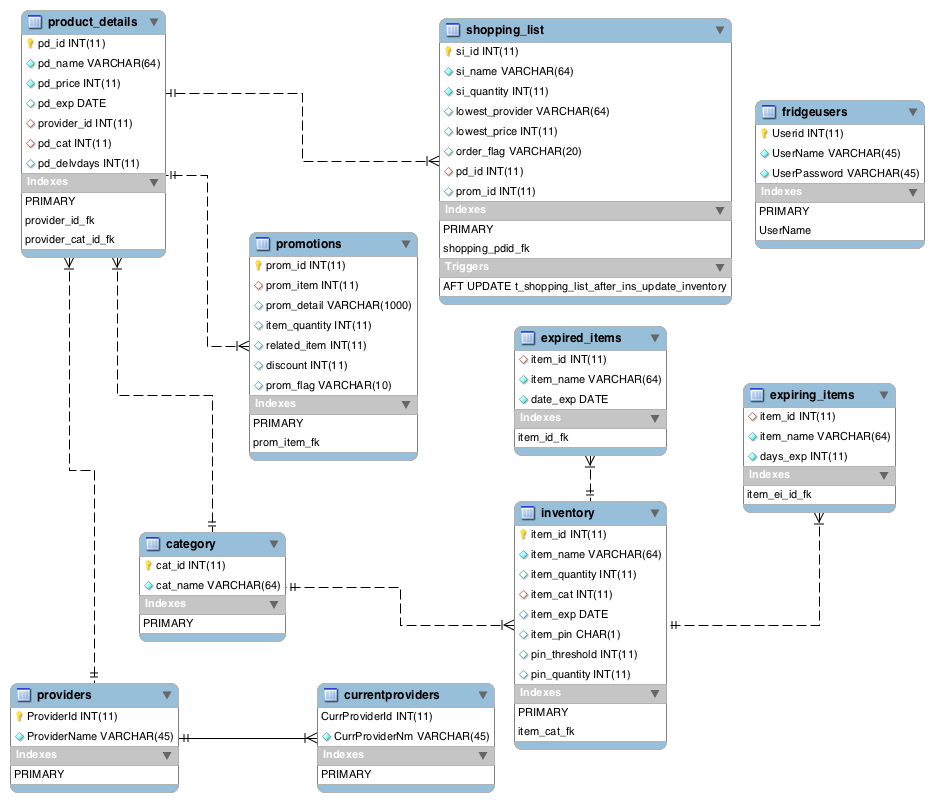 product_details
pd_id INT(11)
pd_name VARCHAR(64)
pd_price INT(11)
pd_exp DATE
provider_id INT(11)
pd_cat INT(11)
pd_delvdays INT(11)
Indexes
PRIMARY
provider_id_fk
provider_cat_id_fk
shopping_list
si_id INT(11)
si_name VARCHAR(64)
si_quantity INT(11)
lowest_provider VARCHAR(64)
lowest_price INT(11)
order_flag VARCHAR(20)
pd_id INT(11)
prom_id INT(11)
Indexes
PRIMARY
shopping_pdid_fk
Triggers
AFT UPDATE t_shopping_list_after_ins_update_inventory
fridgeusers
Userid INT(11)
UserName VARCHAR(45)
UserPassword VARCHAR(45)
Indexes
PRIMARY
UserName
promotions
prom_id INT(11)
prom_item INT(11)
prom_detail VARCHAR(1000)
item_quantity INT(11)
related_item INT(11)
discount INT(11)
prom_flag VARCHAR(10)
Indexes
PRIMARY
prom_item_fk
expired_items
item_id INT(11)
item_name VARCHAR(64)
date_exp DATE
Indexes
item_id_fk
expiring_items
item_id INT(11)
item_name VARCHAR(64)
days_exp INT(11)
Indexes
item_ei_id_fk
category
cat_id INT(11)
cat_name VARCHAR(64)
Indexes
PRIMARY
inventory
item_id INT(11)
item_name VARCHAR(64)
item_quantity INT(11)
item_cat INT(11)
item_exp DATE
item_pin CHAR(1)
pin_threshold INT(11)
pin_quantity INT(11)
Indexes
PRIMARY
item_cat_fk
providers
ProviderId INT(11)
ProviderName VARCHAR(45)
Indexes
PRIMARY
currentproviders
CurrProviderId INT(11)
CurrProviderNm VARCHAR(45)
Indexes
PRIMARY